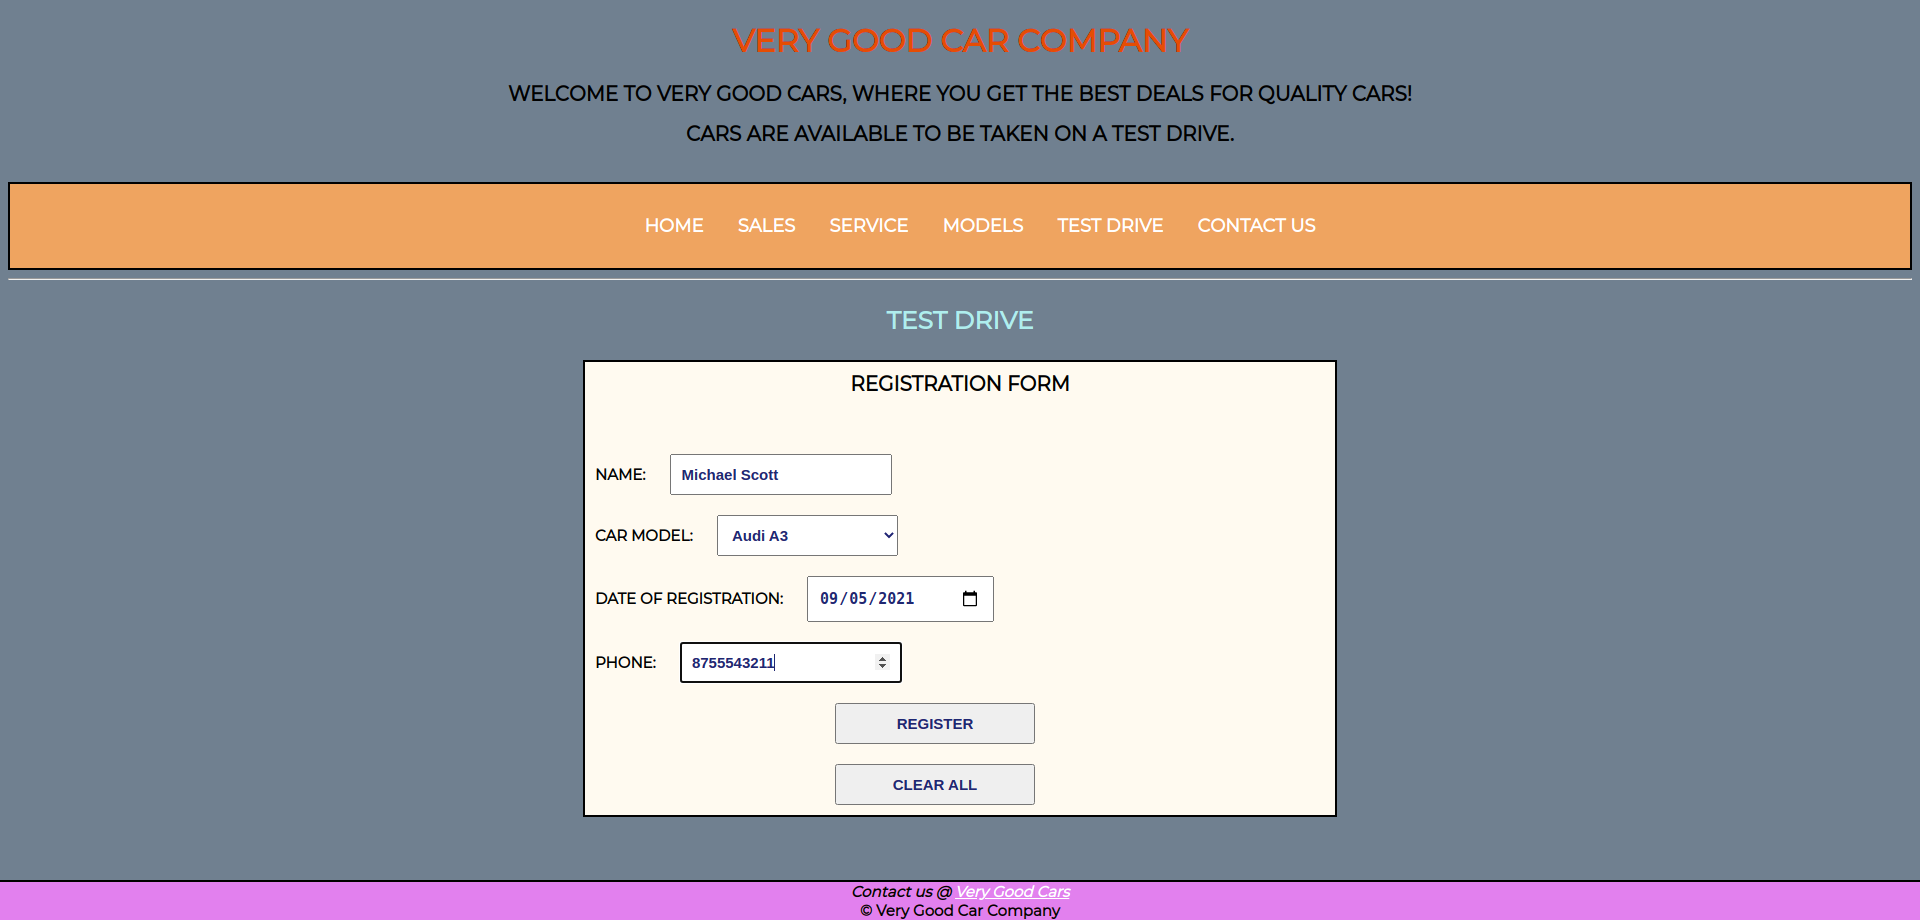 VERY GOOD CAR COMPANY
WELCOME TO VERY GOOD CARS, WHERE YOU GET THE BEST DEALS FOR QUALITY CARS!
CARS ARE AVAILABLE TO BE TAKEN ON A TEST DRIVE.
HOME SALES SERVICE MODELS TEST DRIVE CONTACT US
TEST DRIVE
REGISTRATION FORM
NAME: Michael Scott
CAR MODEL: Audi A3
DATE OF REGISTRATION: 09/05/2021
PHONE: 8755543211
REGISTER
CLEAR ALL
Contact us @ Very Good Cars
© Very Good Car Company